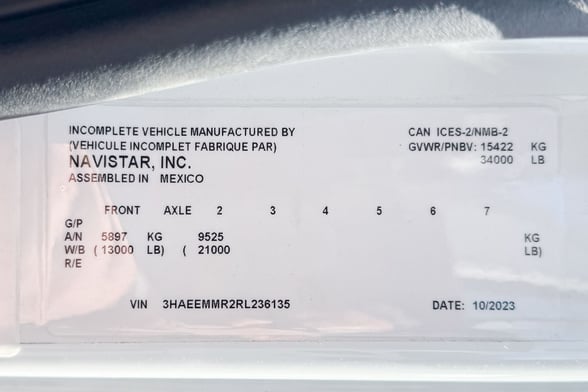 INCOMPLETE VEHICLE MANUFACTURED BY
(VEHICULE INCOMPLET FABRIQUE PAR)
NAVISTAR, INC.
ASSEMBLED IN MEXICO
CAN ICES-2/NMB-2
GVWR/PNBV: 15422 KG
34000 LB
FRONT AXLE 2 3 4 5 6 7
G/P
A/N 5897 KG 9525 KG
W/B ( 13000 LB) ( 21000 LB)
R/E
VIN 3HAEEMMR2RL236135 DATE: 10/2023